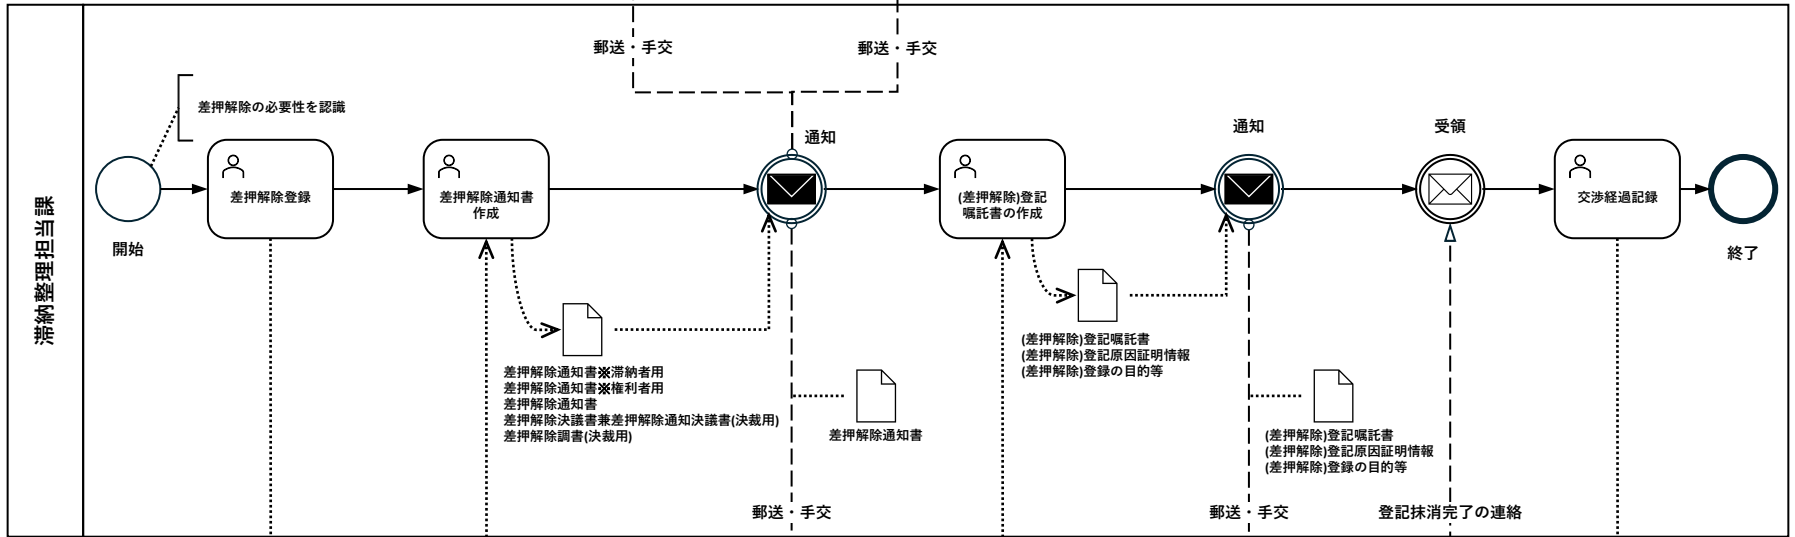 滞納整理担当課
郵送・手交
郵送・手交
差押解除の必要性を認識
開始
差押解除登録
差押解除通知書
作成
通知
(差押解除)登記
嘱託書の作成
通知
受領
交渉経過記録
終了
差押解除通知書※滞納者用
差押解除通知書※権利者用
差押解除通知書
差押解除決議書兼差押解除通知決議書(決裁用)
差押解除調書(決裁用)
差押解除通知書
郵送・手交
(差押解除)登記嘱託書
(差押解除)登記原因証明情報
(差押解除)登録の目的等
(差押解除)登記嘱託書
(差押解除)登記原因証明情報
(差押解除)登録の目的等
郵送・手交
登記抹消完了の連絡